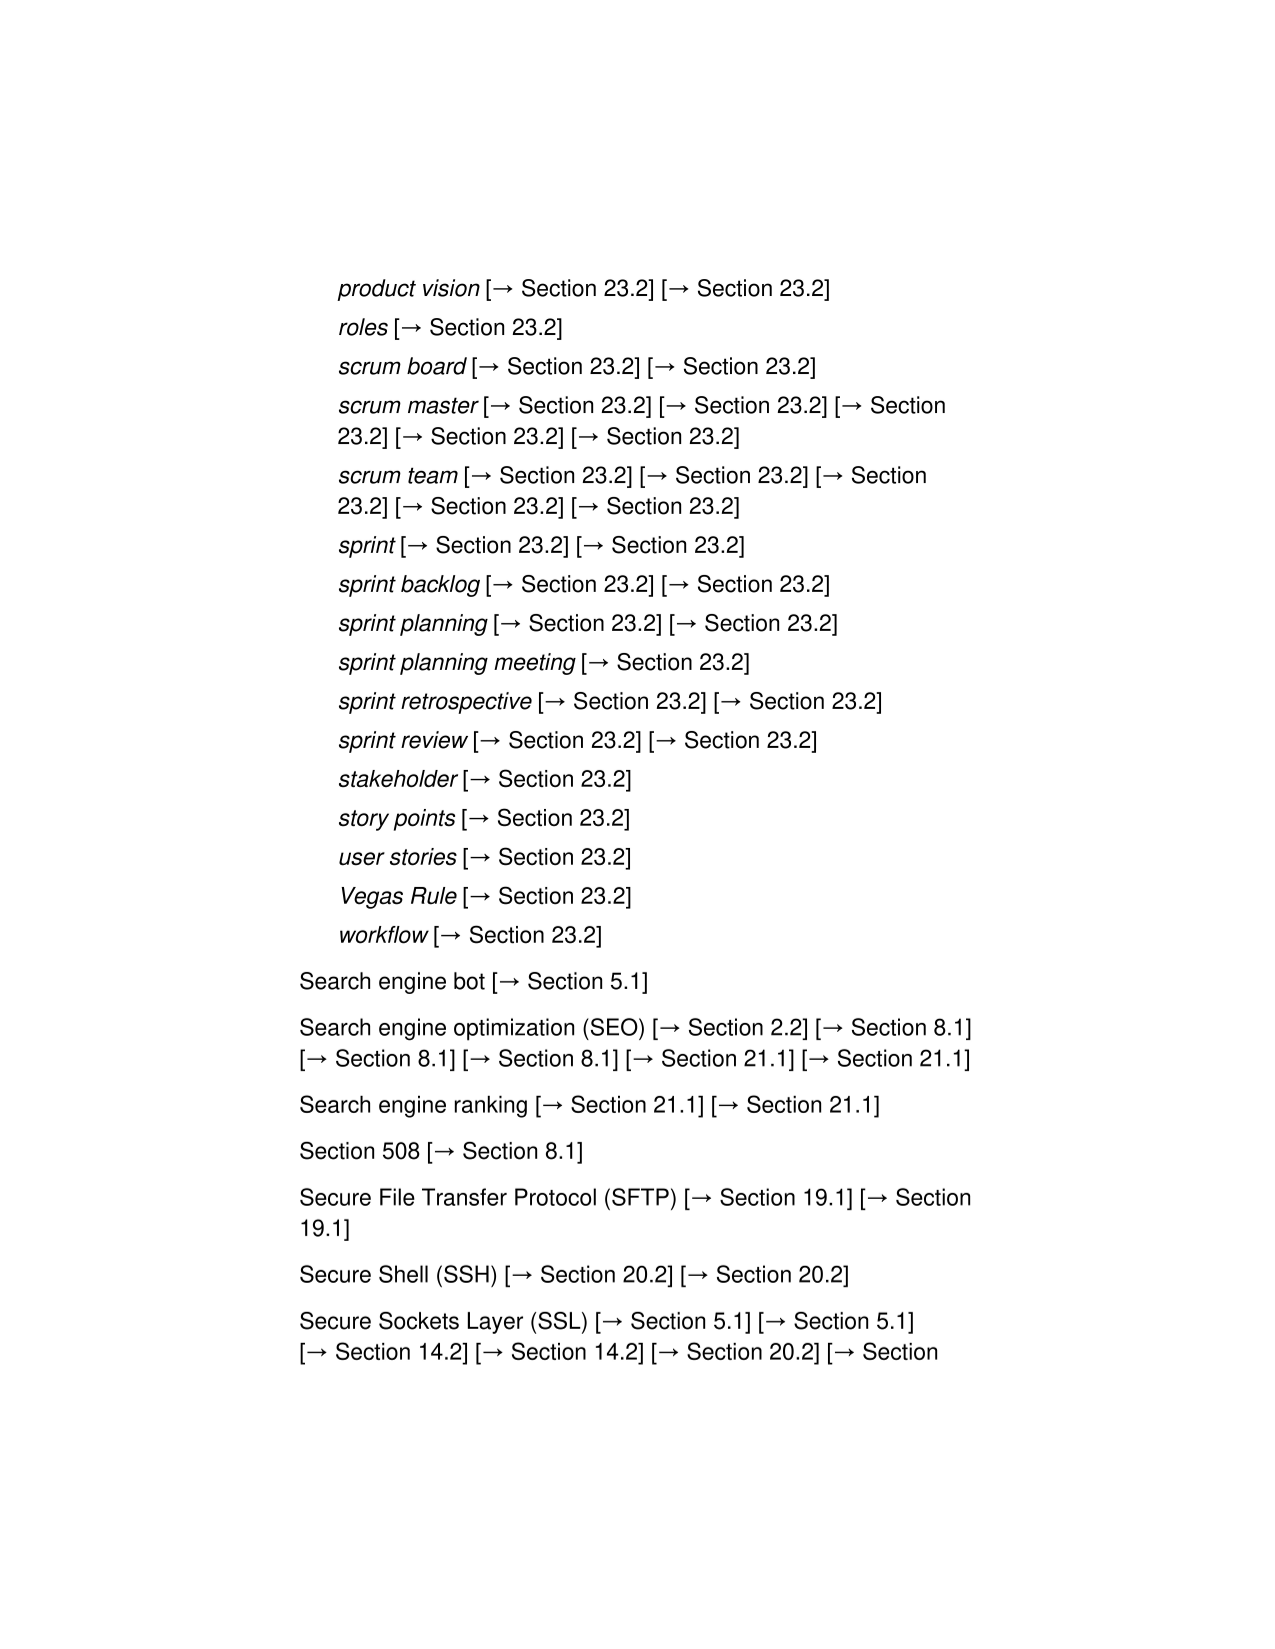 product vision [→ Section 23.2] [→ Section 23.2]
roles [→ Section 23.2]
scrum board [→ Section 23.2] [→ Section 23.2]
scrum master [→ Section 23.2] [→ Section 23.2] [→ Section
23.2] [→ Section 23.2] [→ Section 23.2]
scrum team [→ Section 23.2] [→ Section 23.2] [→ Section
23.2] [→ Section 23.2] [→ Section 23.2]
sprint [→ Section 23.2] [→ Section 23.2]
sprint backlog [→ Section 23.2] [→ Section 23.2]
sprint planning [→ Section 23.2] [→ Section 23.2]
sprint planning meeting [→ Section 23.2]
sprint retrospective [→ Section 23.2] [→ Section 23.2]
sprint review [→ Section 23.2] [→ Section 23.2]
stakeholder [→ Section 23.2]
story points [→ Section 23.2]
user stories [→ Section 23.2]
Vegas Rule [→ Section 23.2]
workflow [→ Section 23.2]
Search engine bot [→ Section 5.1]
Search engine optimization (SEO) [→ Section 2.2] [→ Section 8.1]
[→ Section 8.1] [→ Section 8.1] [→ Section 21.1] [→ Section 21.1]
Search engine ranking [→ Section 21.1] [→ Section 21.1]
Section 508 [→ Section 8.1]
Secure File Transfer Protocol (SFTP) [→ Section 19.1] [→ Section
19.1]
Secure Shell (SSH) [→ Section 20.2] [→ Section 20.2]
Secure Sockets Layer (SSL) [→ Section 5.1] [→ Section 5.1]
[→ Section 14.2] [→ Section 14.2] [→ Section 20.2] [→ Section